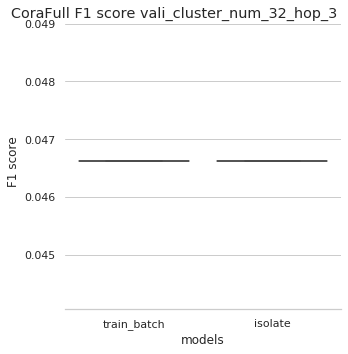 CoraFull F1 score vali_cluster_num_32_hop_3
0.049
0.048
0.047
0.046
0.045
F1 score
train_batch
isolate
models